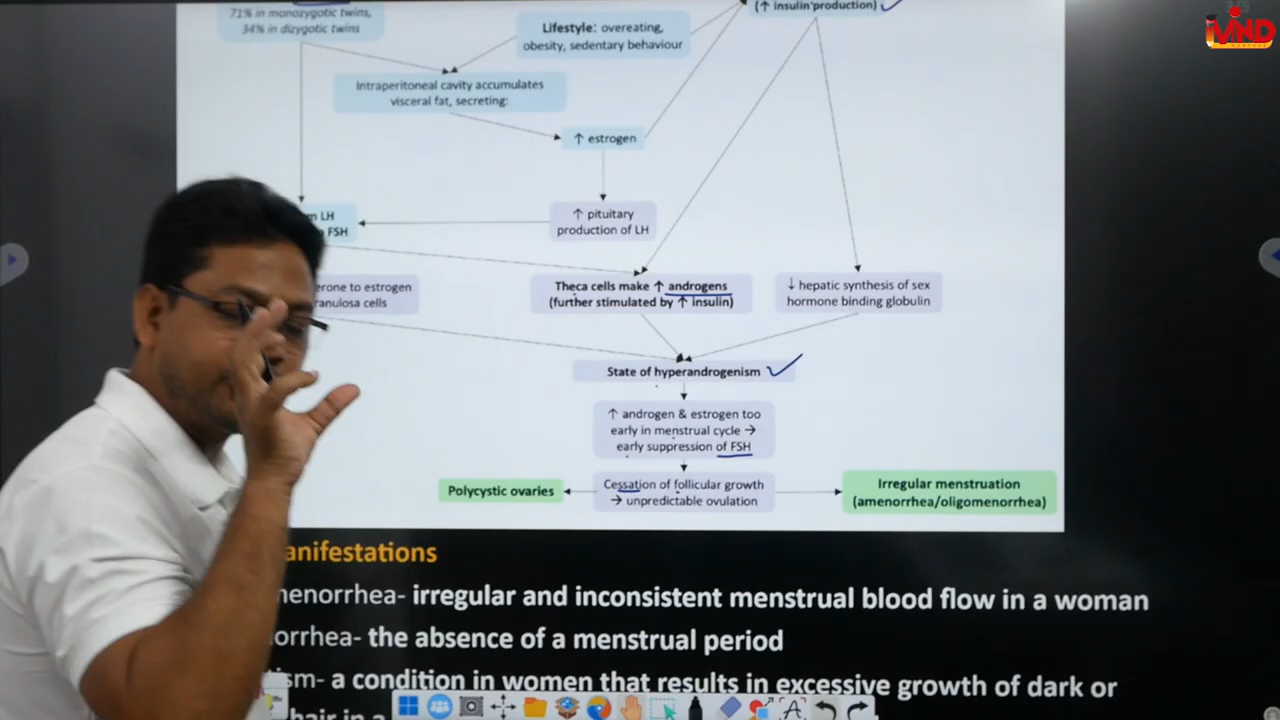 71% in monozygotic twins,
34% in dizygotic twins
Lifestyle: overeating,
obesity, sedentary behaviour
(↑ insulin production)
Intraperitoneal cavity accumulates
visceral fat, secreting:
↑ estrogen
LH
FSH
↑ pituitary
production of LH
erone to estrogen
ranulosa cells
Theca cells make ↑ androgens
(further stimulated by ↑ insulin)
↓ hepatic synthesis of sex
hormone binding globulin
State of hyperandrogenism
↑ androgen & estrogen too
early in menstrual cycle →
early suppression of FSH
Polycystic ovaries
Cessation of follicular growth
→ unpredictable ovulation
Irregular menstruation
(amenorrhea/oligomenorrhea)
anifestations
menorrhea- irregular and inconsistent menstrual blood flow in a woman
orrhea- the absence of a menstrual period
sm- a condition in women that results in excessive growth of dark or
hair in a